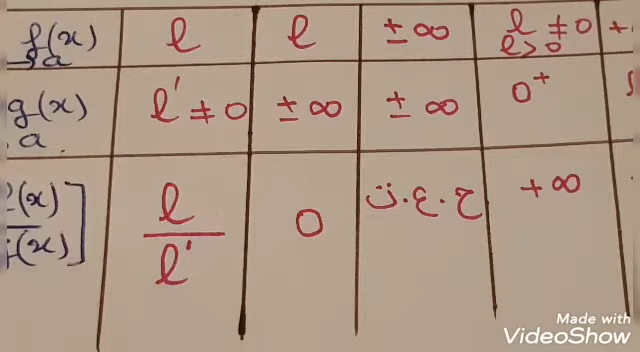 f(x) l l ± ∞ l ≠ 0 +
a l > 0
g(x) l' ≠ 0 ± ∞ ± ∞ 0+
a
(x) l 0 ح.ع.ت + ∞
(x)] l'
Made with
VideoShow